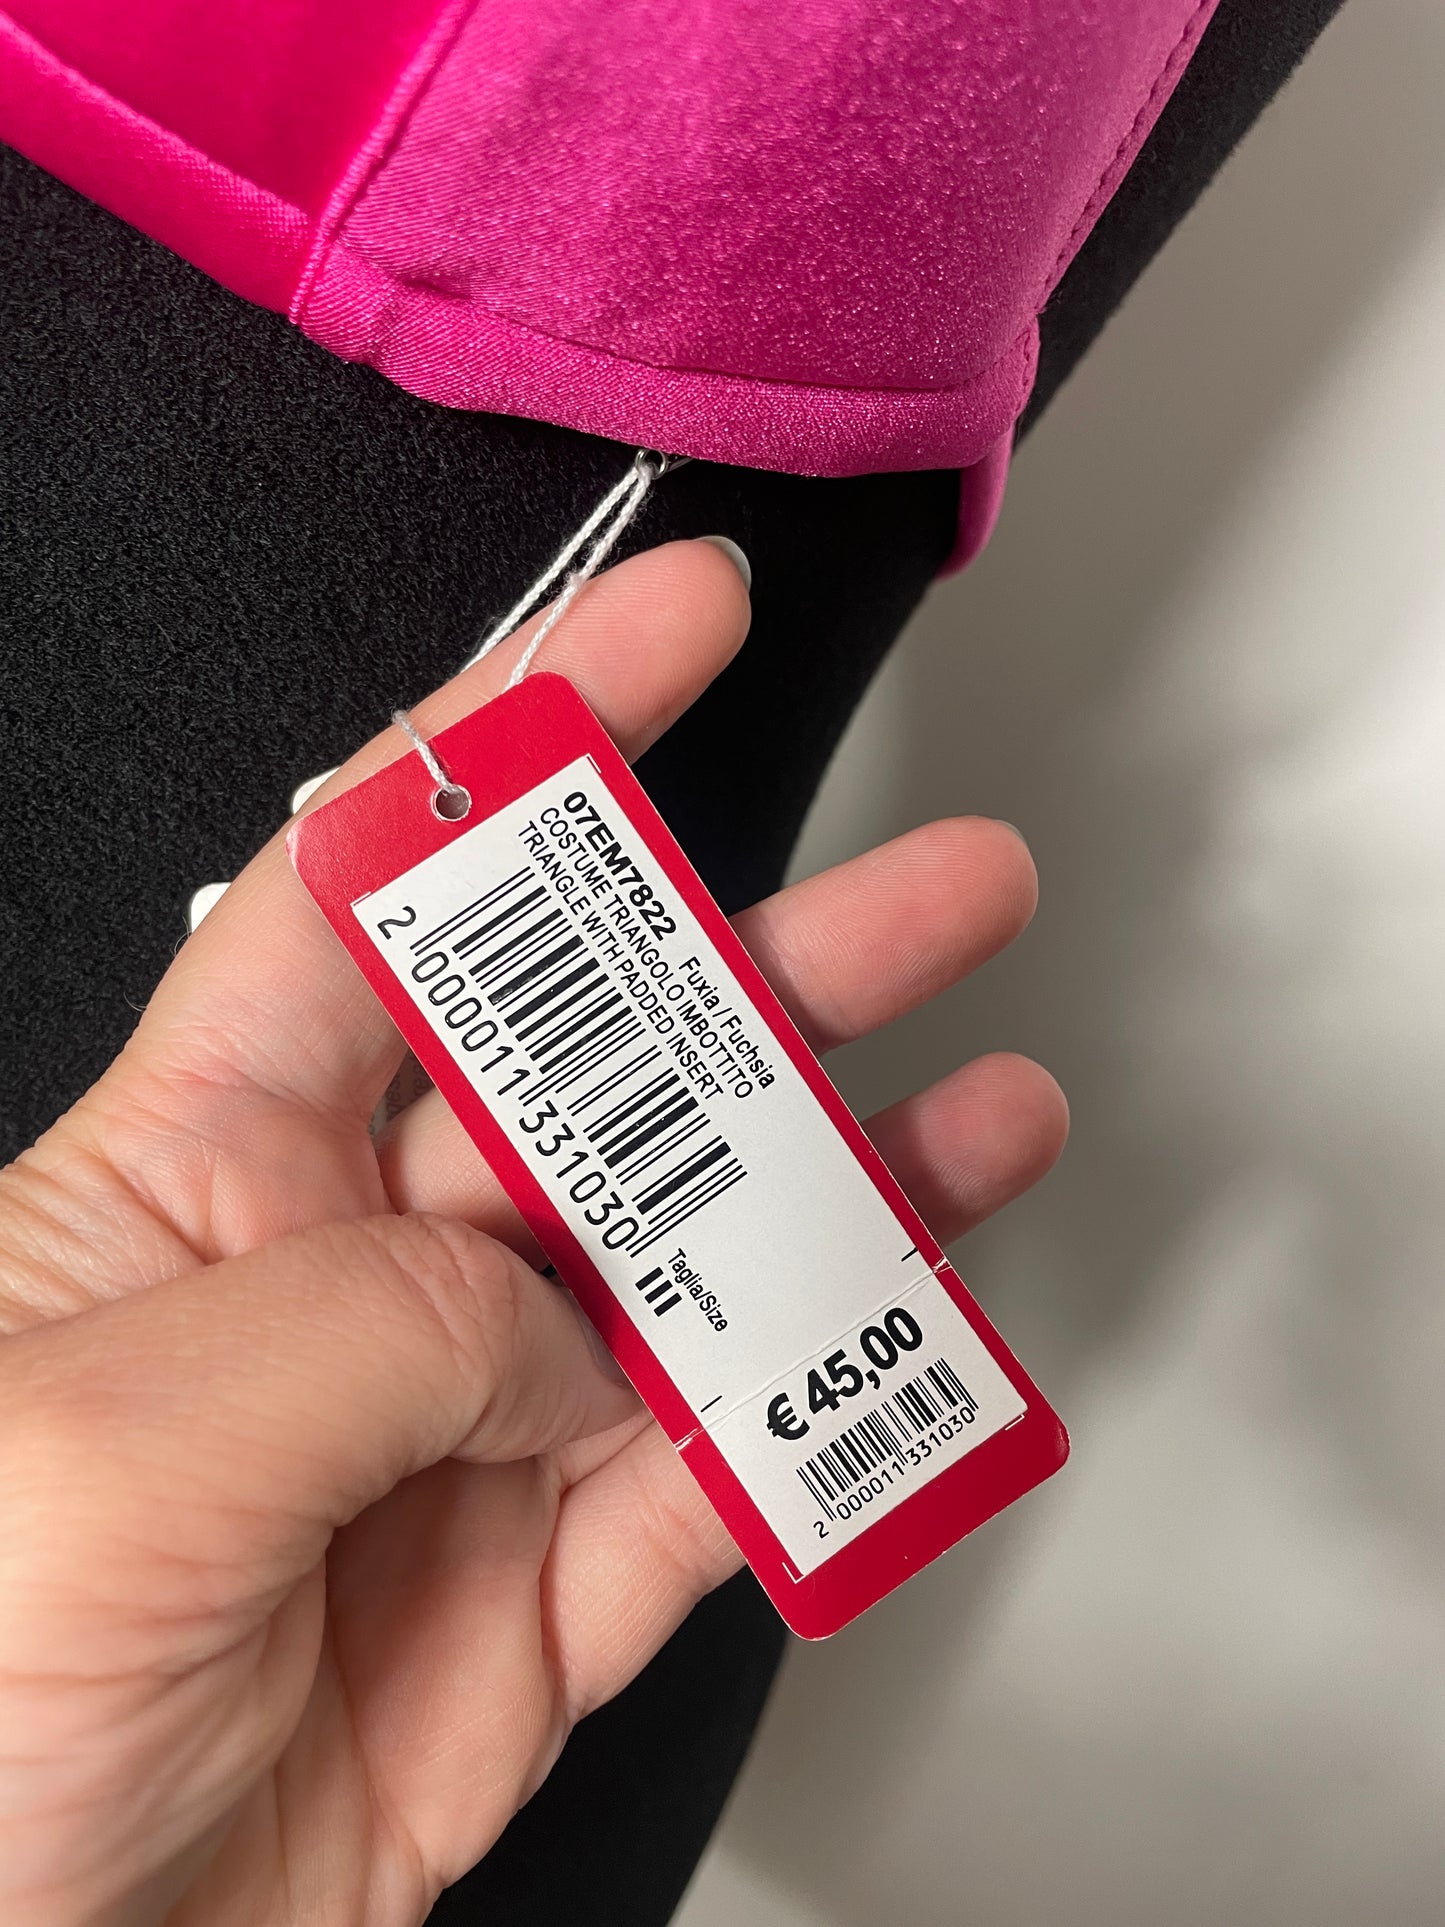 07EM7822 Fuxia / Fuchsia
COSTUME TRIANGOLO IMBOTTITO
TRIANGLE WITH PADDED INSERT
2 000011 331030
Taglia/Size
III
€ 45,00
2 000011 331030